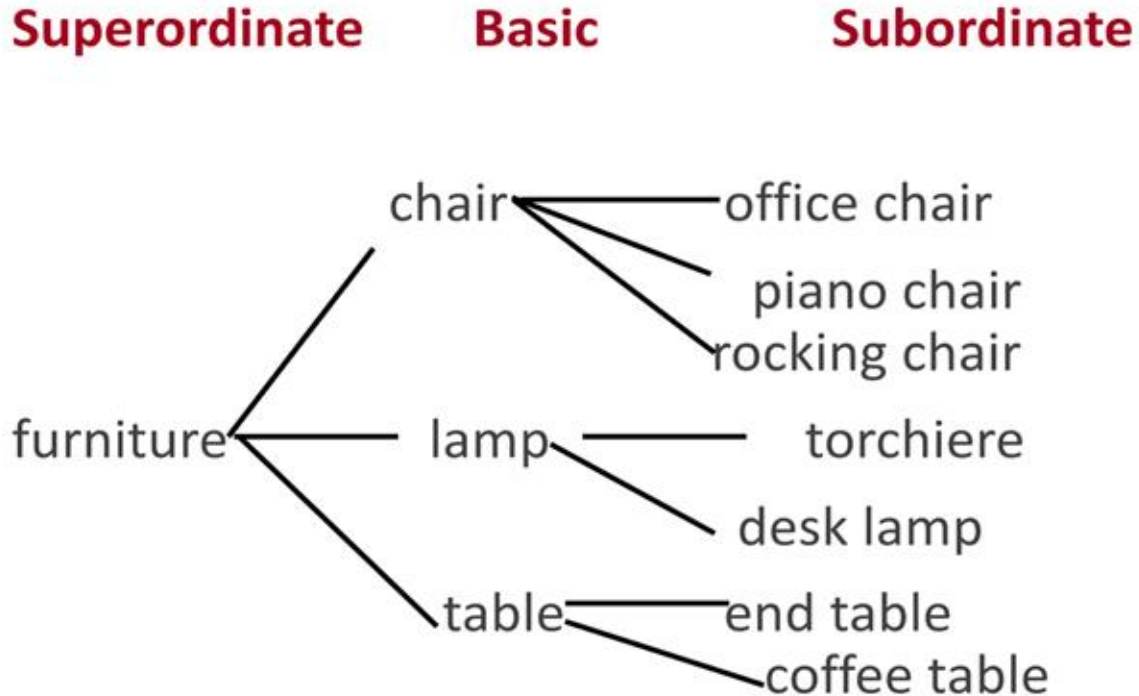 Superordinate Basic Subordinate
chair office chair
piano chair
rocking chair
furniture lamp torchiere
desk lamp
table end table
coffee table